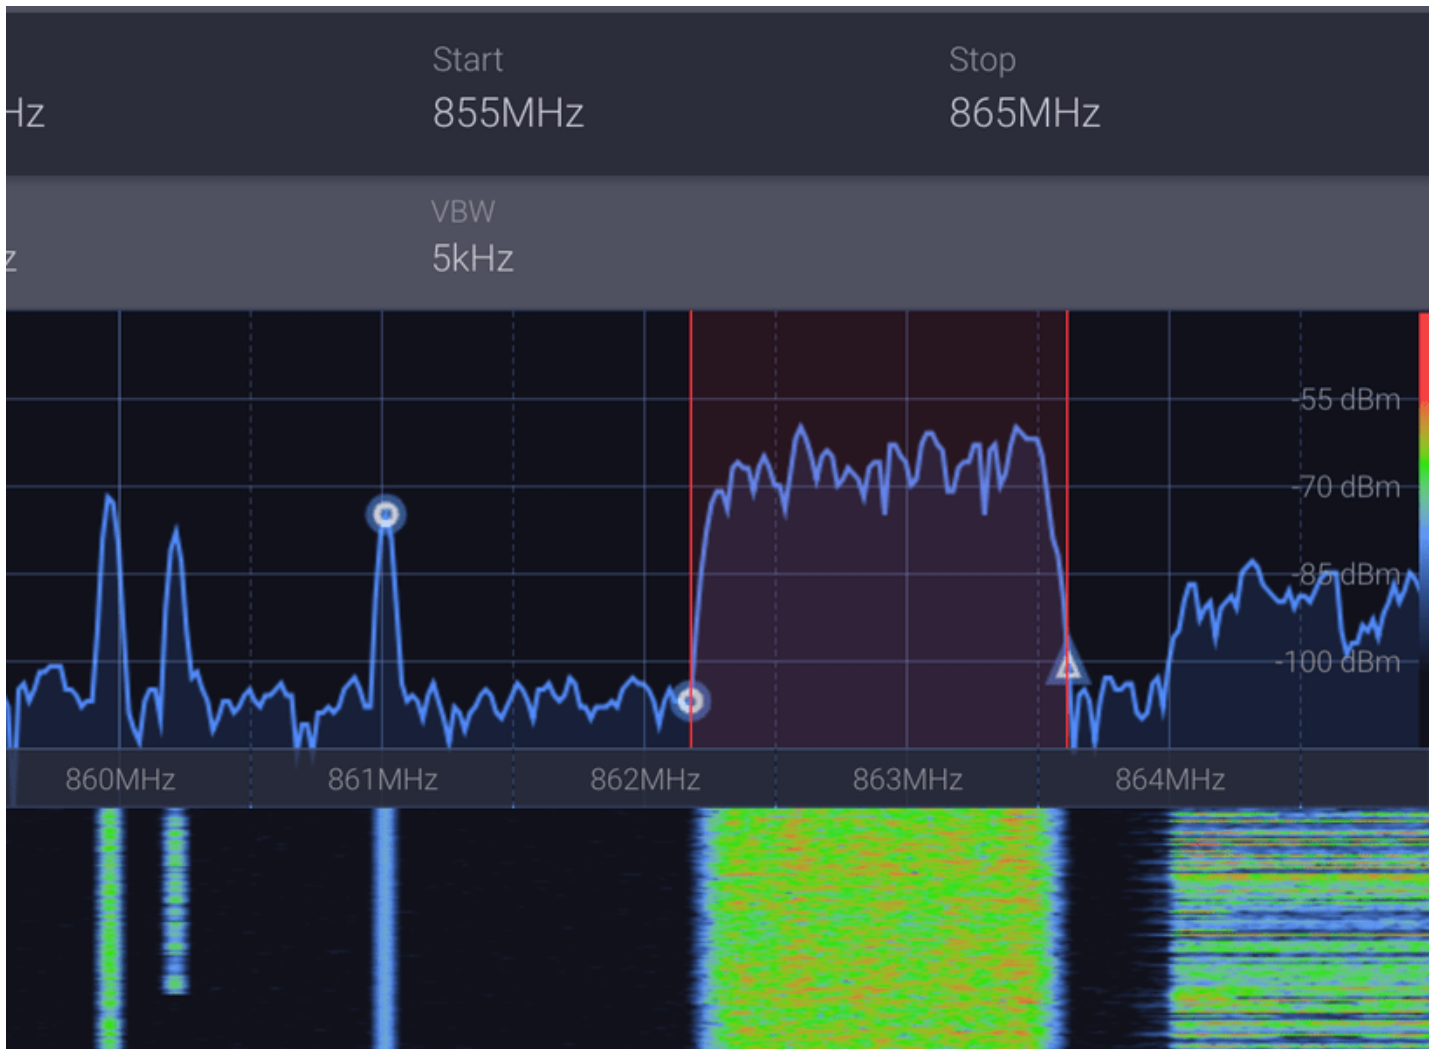 Start
Stop
Hz
855MHz
865MHz
VBW
z
5kHz
-55 dBm
-70 dBm
-85 dBm
-100 dBm
860MHz
861MHz
862MHz
863MHz
864MHz